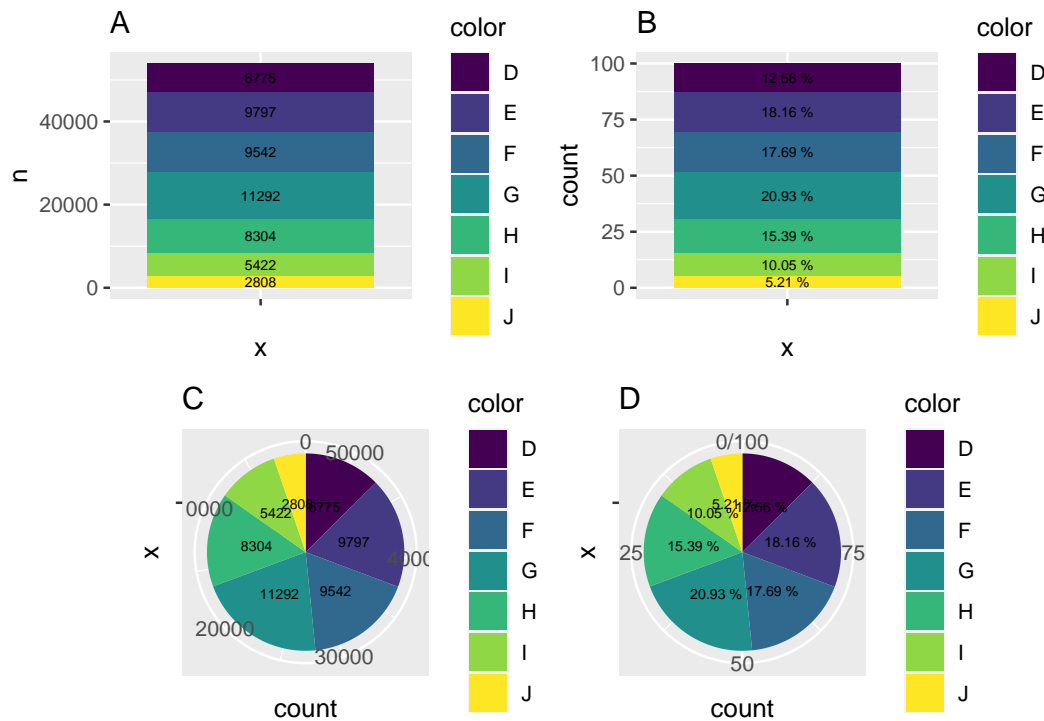 A
color
n
40000
20000
0
6775
9797
9542
11292
8304
5422
2808
x
D
E
F
G
H
I
J
B
color
count
100
75
50
25
0
12.56 %
18.16 %
17.69 %
20.93 %
15.39 %
10.05 %
5.21 %
x
D
E
F
G
H
I
J
C
color
0
50000
0000
4000
20000
30000
x
2808
6775
5422
9797
8304
11292
9542
count
D
E
F
G
H
I
J
D
color
0/100
25
75
50
x
5.21 %
12.56 %
10.05 %
18.16 %
15.39 %
20.93 %
17.69 %
count
D
E
F
G
H
I
J